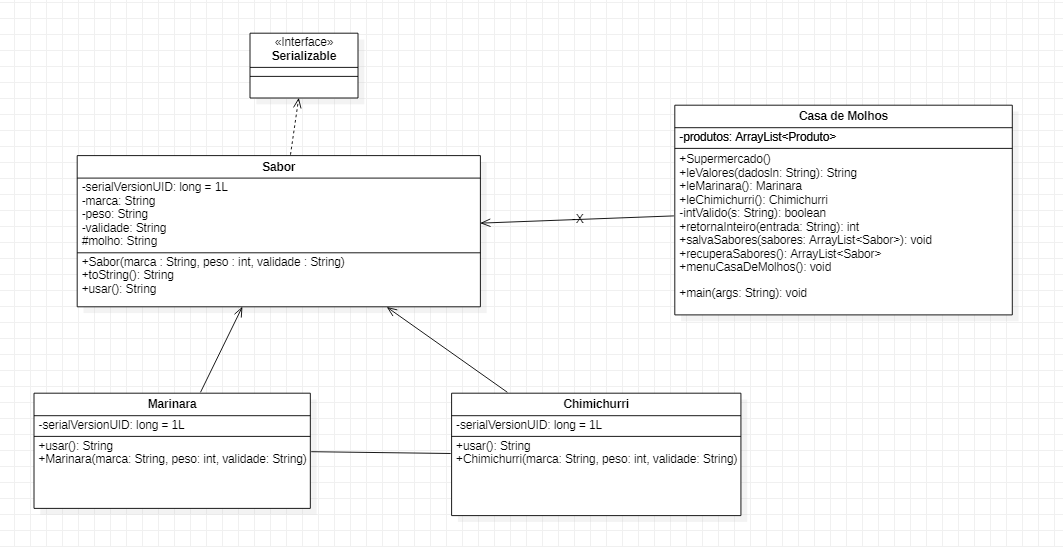 «Interface»
Serializable
Casa de Molhos
-produtos: ArrayList<Produto>
+Supermercado()
+leValores(dadosIn: String): String
+leMarinara(): Marinara
+leChimichurri(): Chimichurri
-intValido(s: String): boolean
+retornaInteiro(entrada: String): int
+salvaSabores(sabores: ArrayList<Sabor>): void
+recuperaSabores(): ArrayList<Sabor>
+menuCasaDeMolhos(): void
+main(args: String): void
Sabor
-serialVersionUID: long = 1L
-marca: String
-peso: String
-validade: String
#molho: String
+Sabor(marca : String, peso : int, validade : String)
+toString(): String
+usar(): String
X
Marinara
-serialVersionUID: long = 1L
+usar(): String
+Marinara(marca: String, peso: int, validade: String)
Chimichurri
-serialVersionUID: long = 1L
+usar(): String
+Chimichurri(marca: String, peso: int, validade: String)